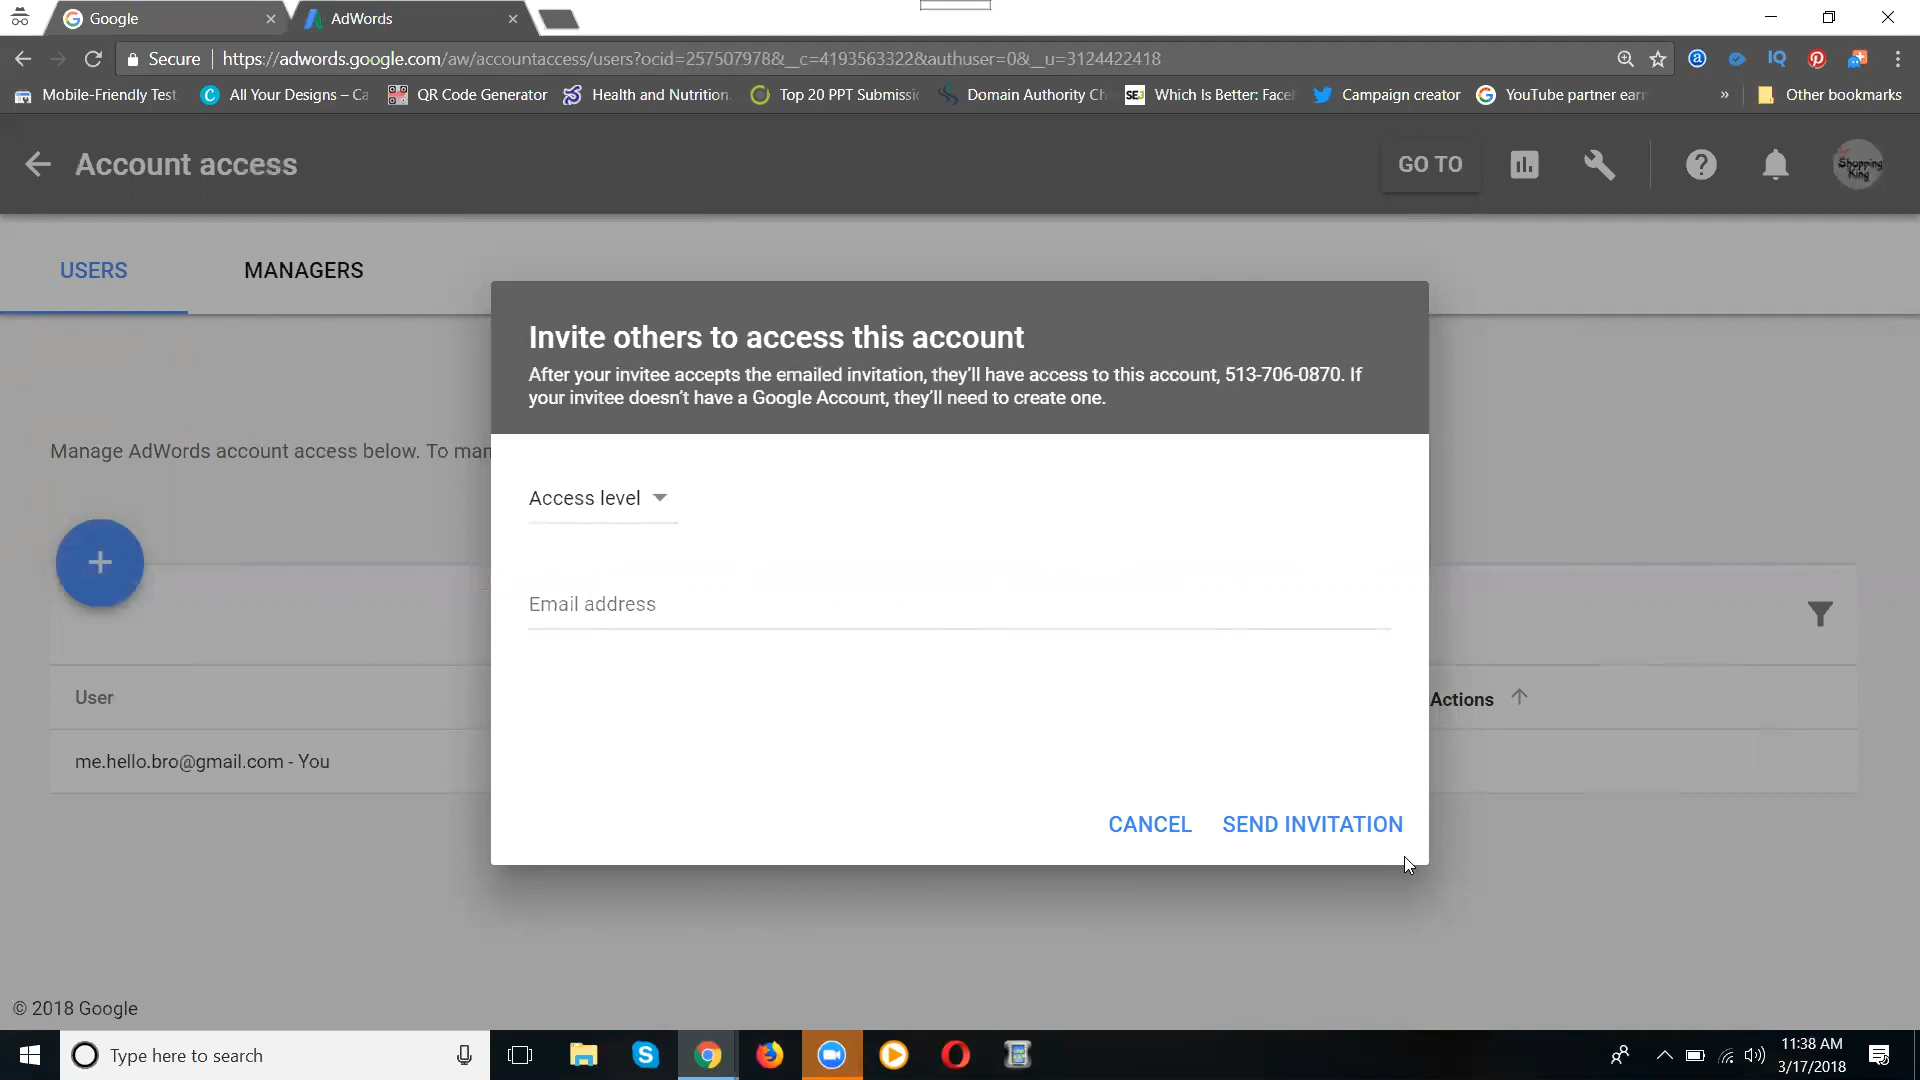 Google
AdWords
Secure
https://adwords.google.com/aw/accountaccess/users?ocid=257507978&__c=4193563322&authuser=0&__u=3124422418
Mobile-Friendly Test
All Your Designs – Ca
QR Code Generator
Health and Nutrition
Top 20 PPT Submissic
Domain Authority Ch
Which Is Better: Facel
Campaign creator
YouTube partner earn
»
Other bookmarks
Account access
GO TO
Shopping
King
USERS
MANAGERS
Invite others to access this account
After your invitee accepts the emailed invitation, they'll have access to this account, 513-706-0870. If
your invitee doesn't have a Google Account, they'll need to create one.
Manage AdWords account access below. To man
Access level
Email address
User
Actions
me.hello.bro@gmail.com - You
CANCEL
SEND INVITATION
© 2018 Google
Type here to search
11:38 AM
3/17/2018